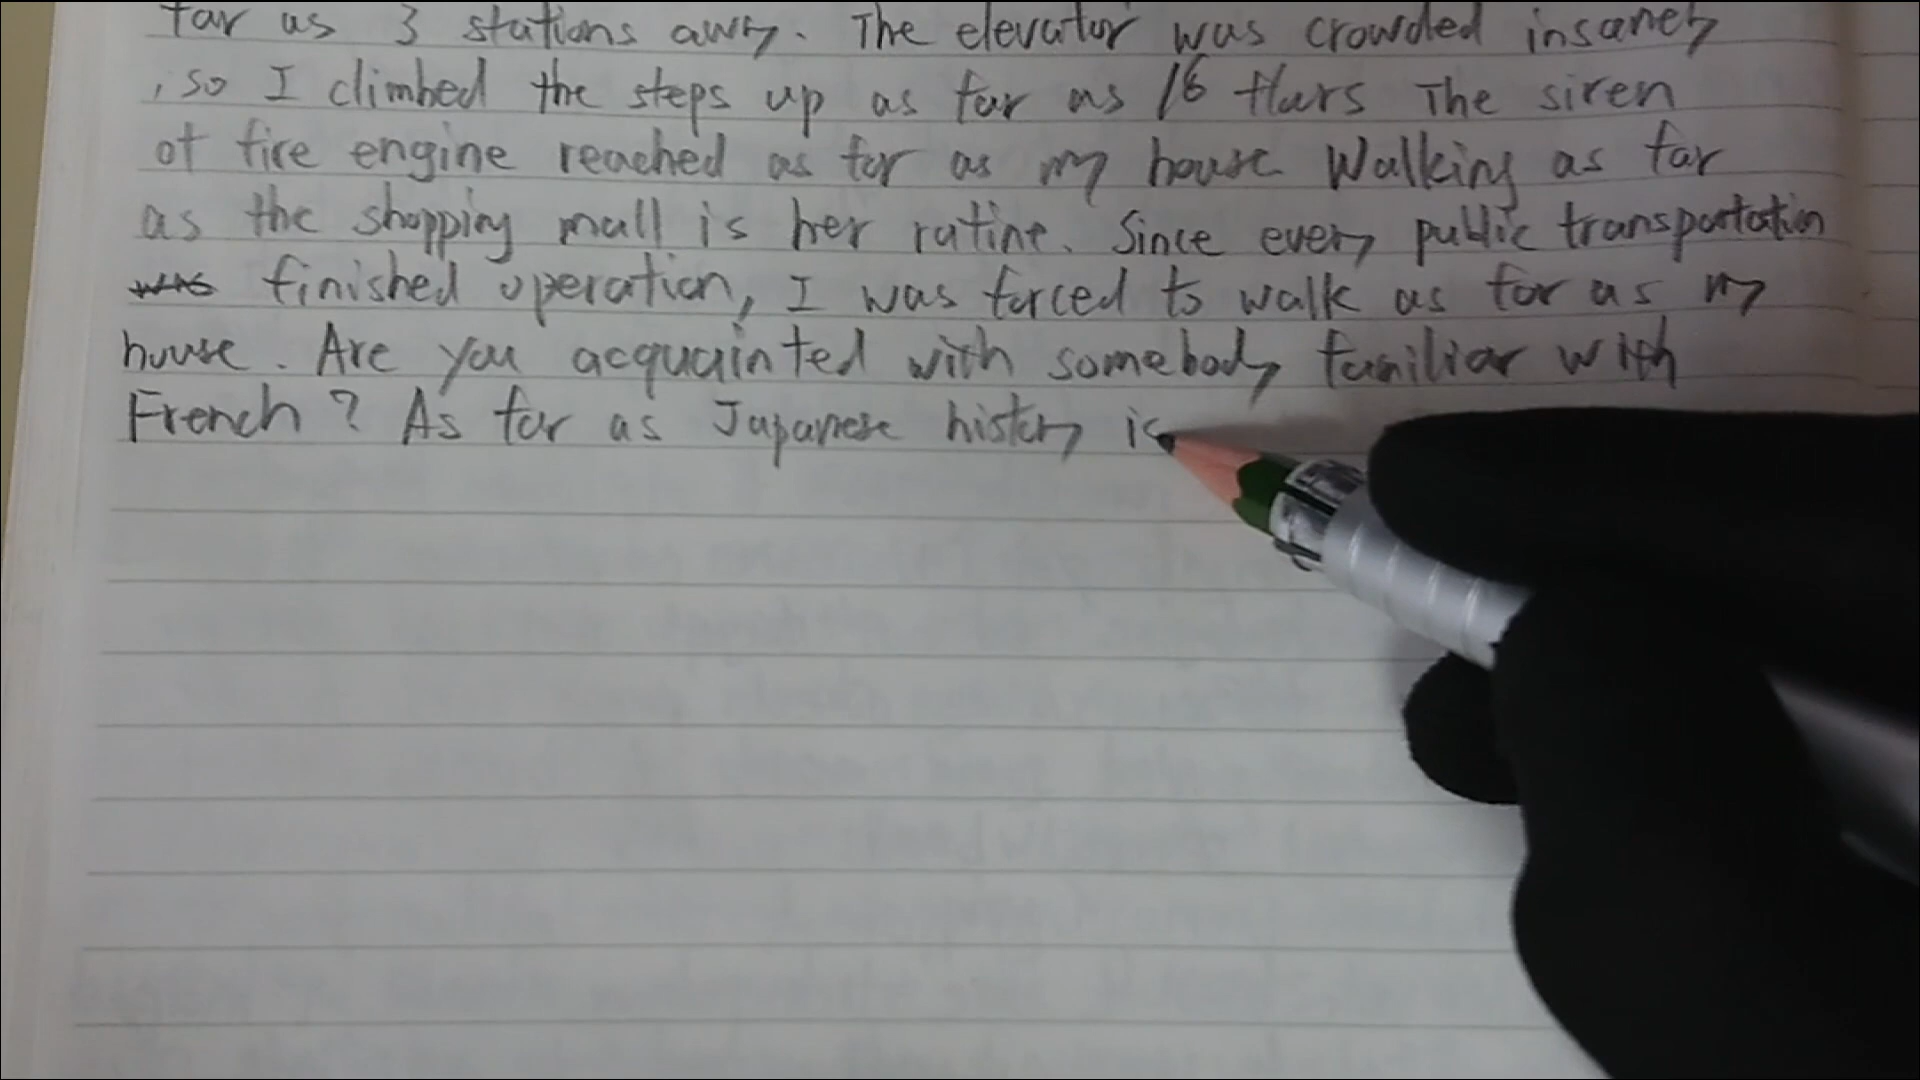 far as 3 stations away. The elevator was crowded insanely
, so I climbed the steps up as far as 16 floors The siren
of fire engine reached as far as my house Walking as far
as the shopping mall is her rutine. Since every public transportation
was finished operation, I was forced to walk as far as my
house. Are you acquainted with somebody familiar with
French? As far as Japanese history is